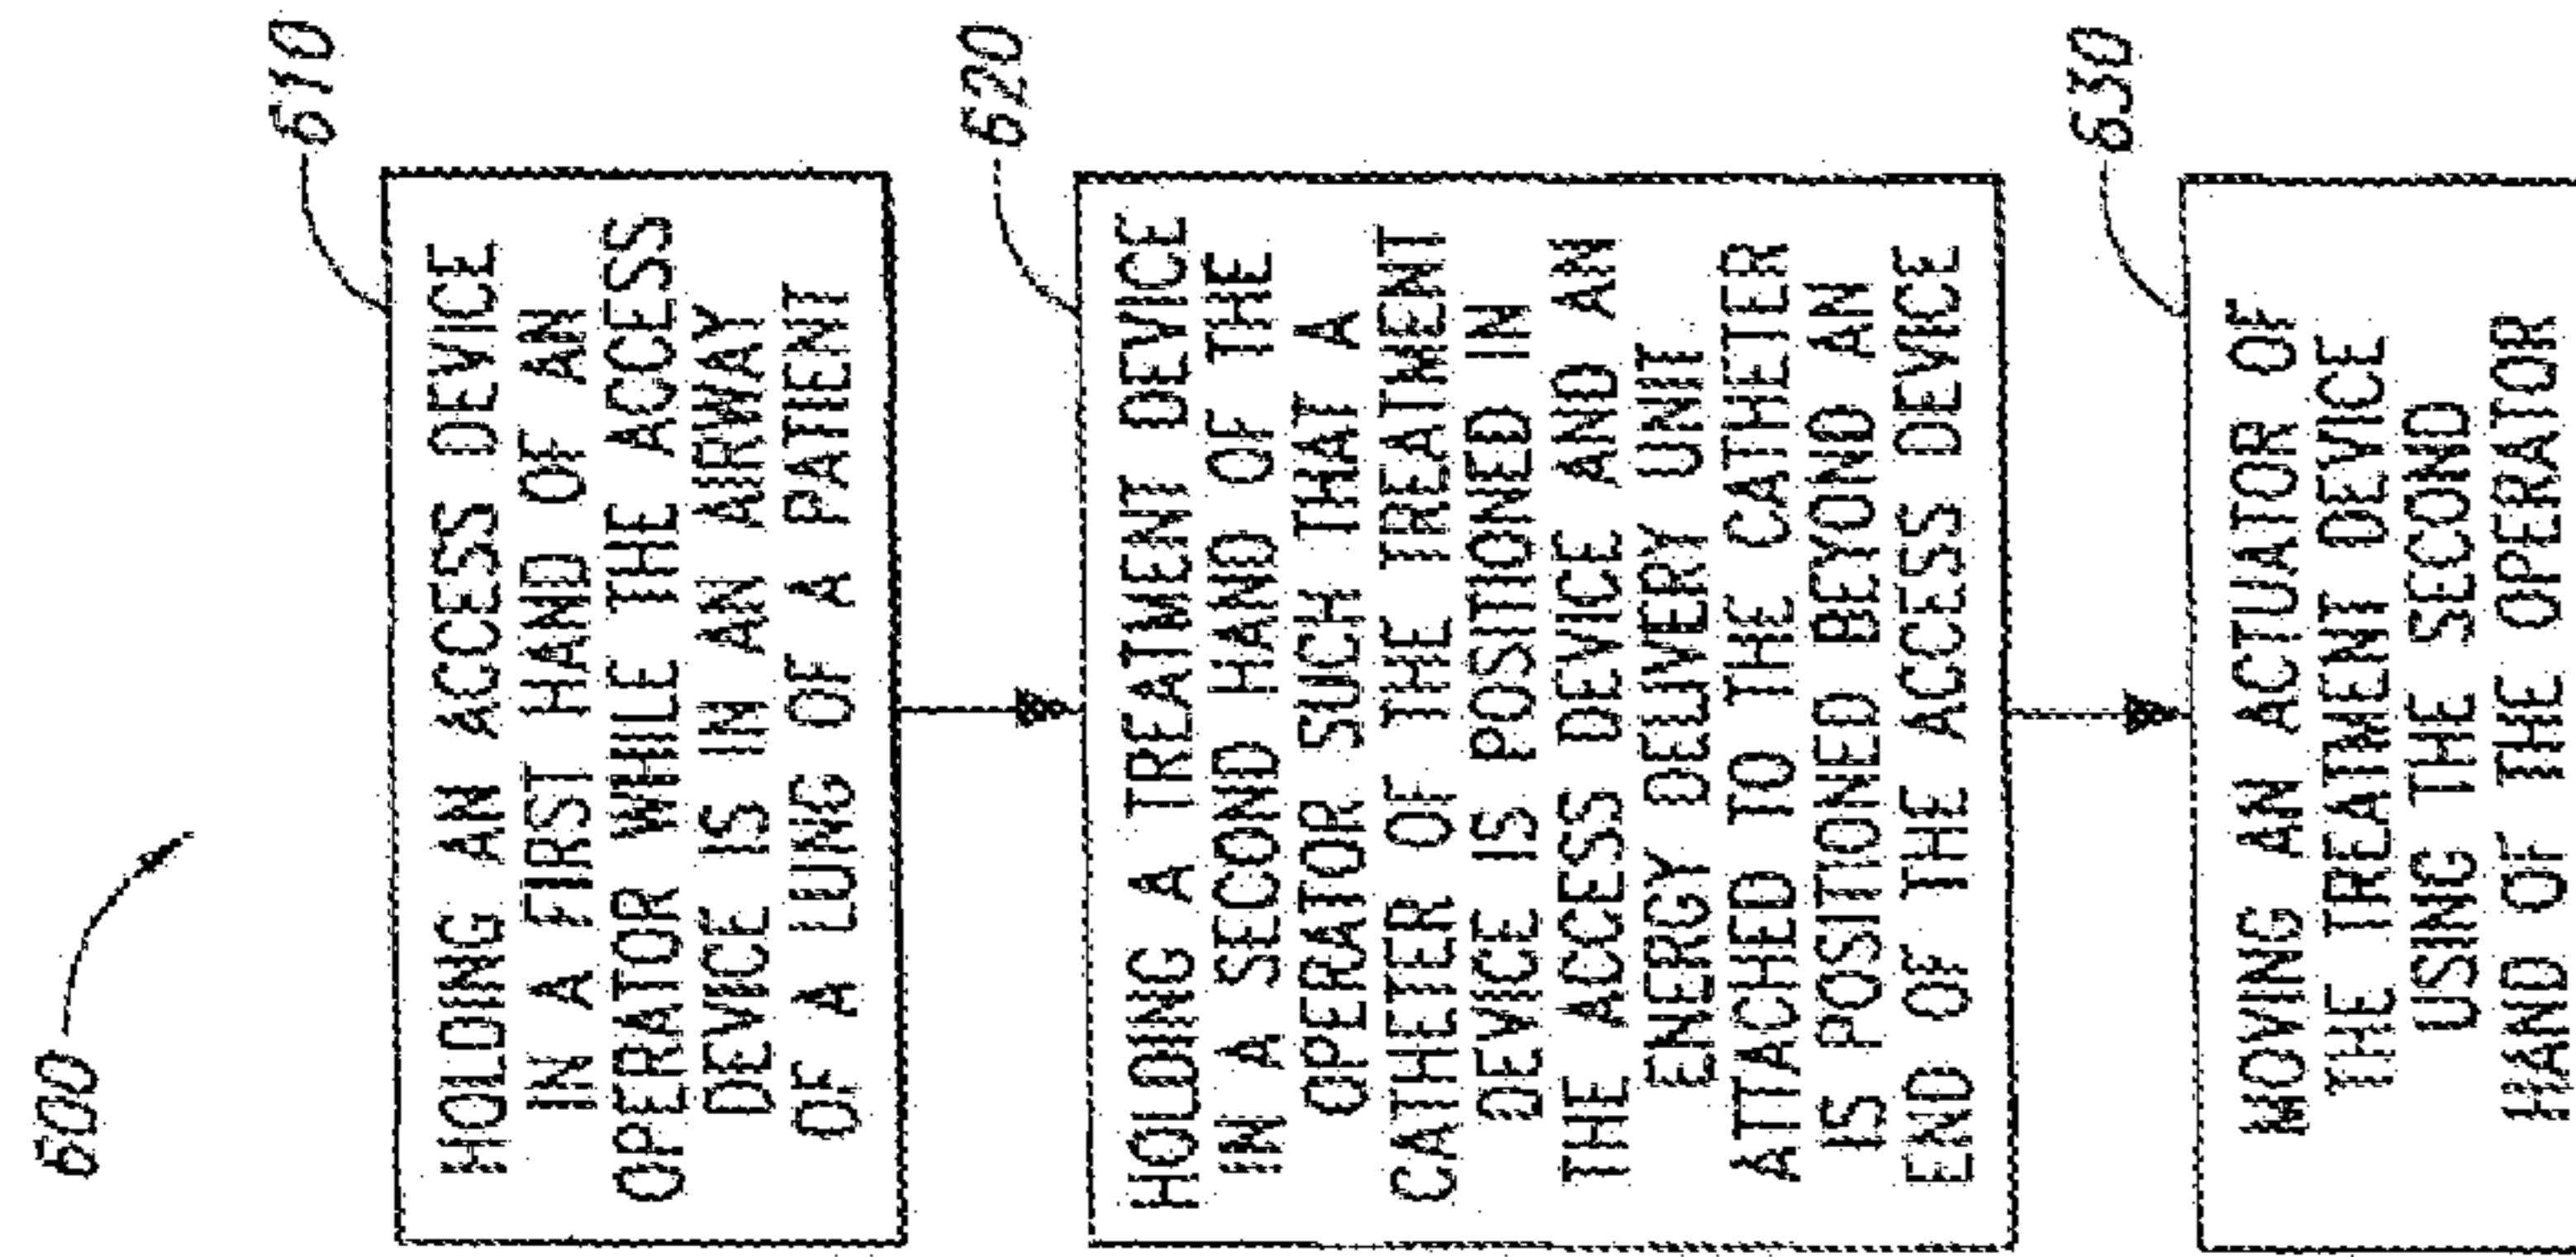 600
610
HOLDING AN ACCESS DEVICE
IN A FIRST HAND OF AN
OPERATOR WHILE THE ACCESS
DEVICE IS IN AN AIRWAY
OF A LUNG OF A PATIENT
620
HOLDING A TREATMENT DEVICE
IN A SECOND HAND OF THE
OPERATOR SUCH THAT A
CATHETER OF THE TREATMENT
DEVICE IS POSITIONED IN
THE ACCESS DEVICE AND AN
ENERGY DELIVERY UNIT
ATTACHED TO THE CATHETER
IS POSITIONED BEYOND AN
END OF THE ACCESS DEVICE
630
MOVING AN ACTUATOR OF
THE TREATMENT DEVICE
USING THE SECOND
HAND OF THE OPERATOR